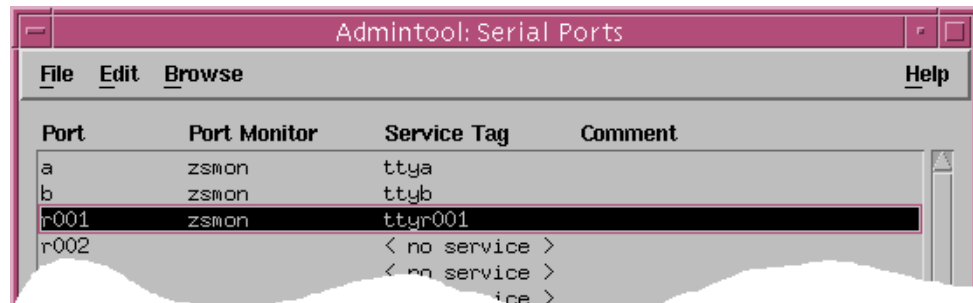 Admintool: Serial Ports
File Edit Browse Help
Port Port Monitor Service Tag Comment
a zsmon ttya
b zsmon ttyb
r001 zsmon ttyr001
r002 < no service >
< no service >
ice >